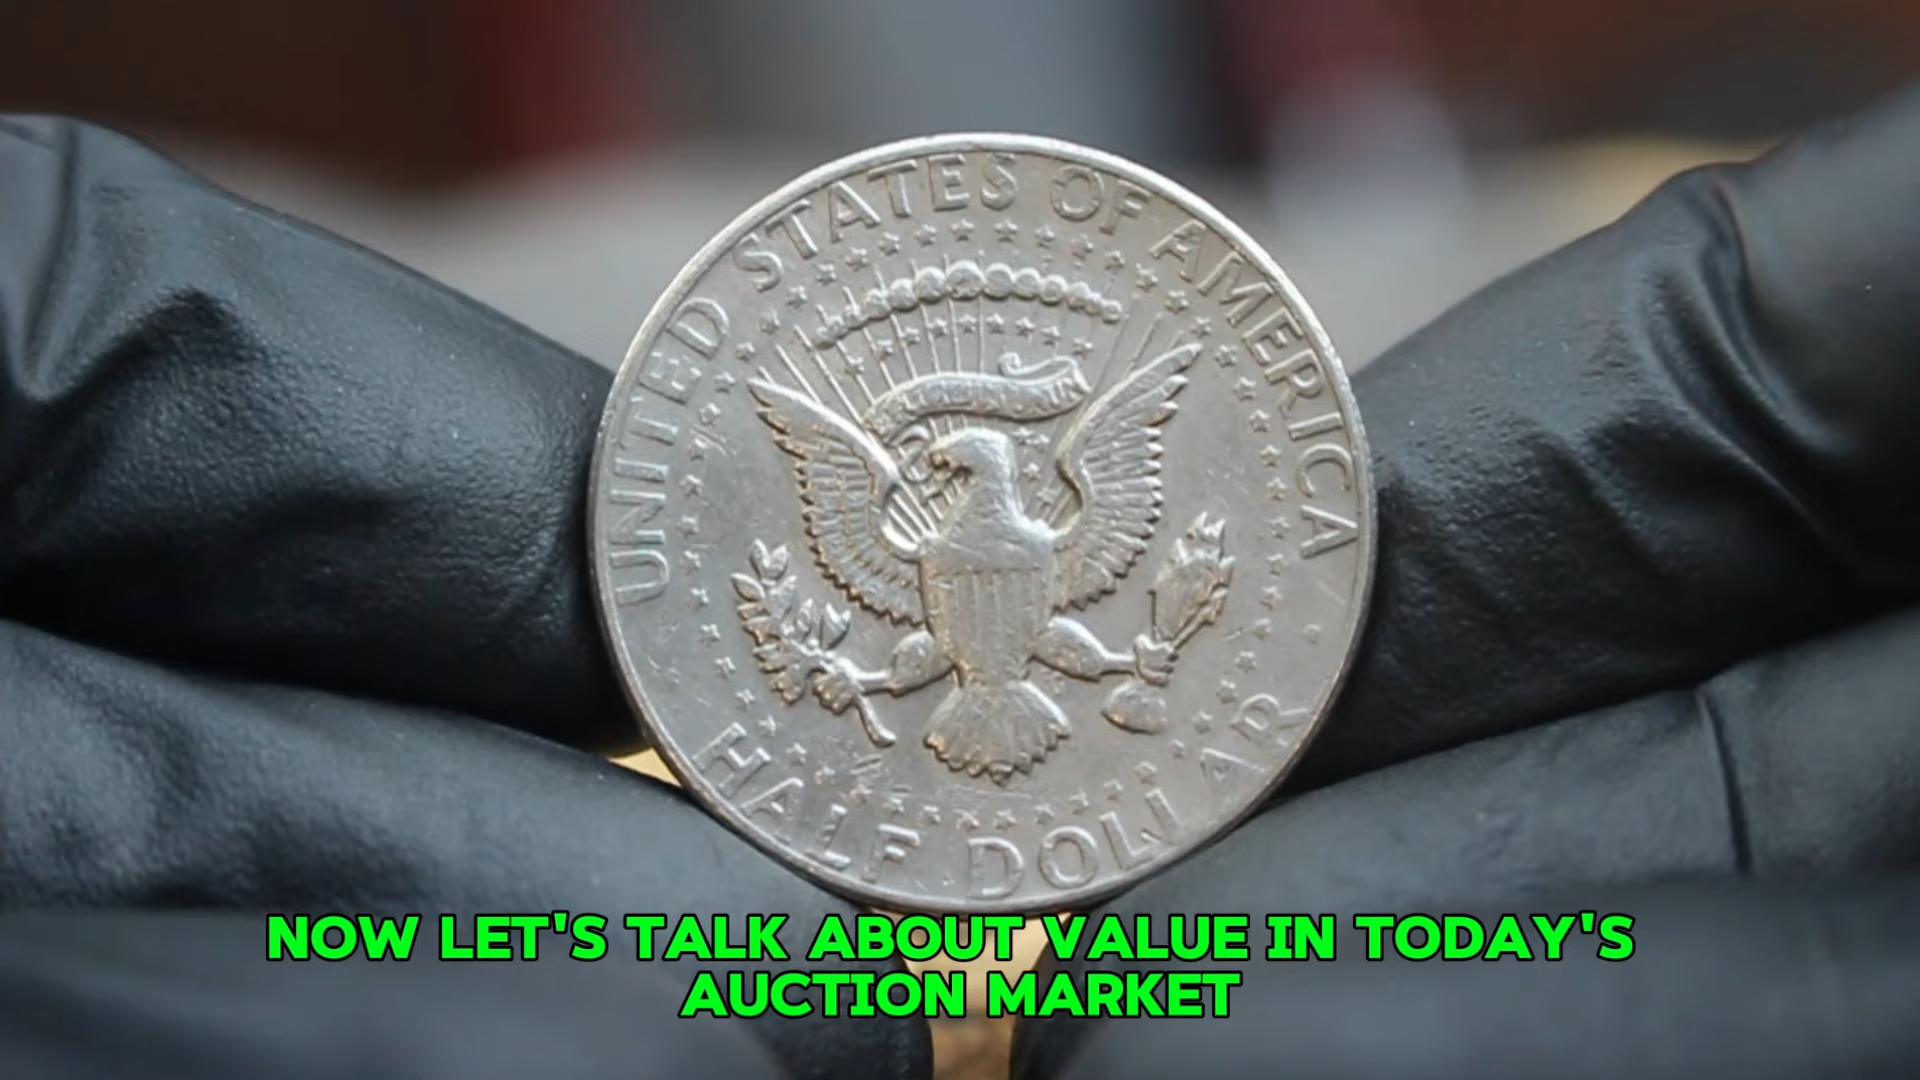 UNITED STATES OF AMERICA
HALF DOLLAR
NOW LET'S TALK ABOUT VALUE IN TODAY'S
AUCTION MARKET